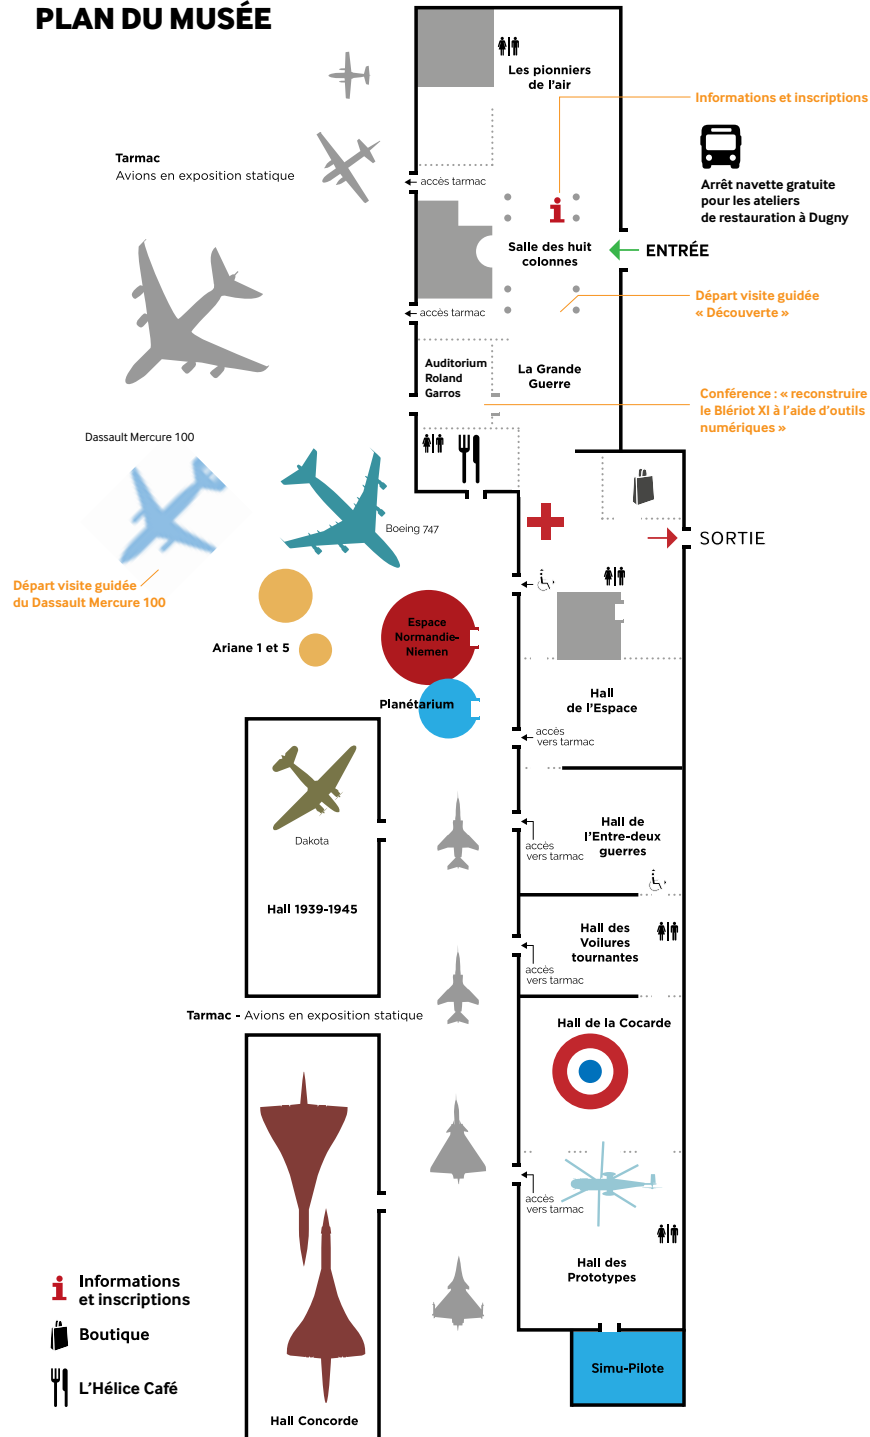 PLAN DU MUSÉE
Les pionniers
de l'air
Informations et inscriptions
Tarmac
Avions en exposition statique
accès tarmac
Arrêt navette gratuite
pour les ateliers
de restauration à Dugny
i
Salle des huit
colonnes
ENTRÉE
accès tarmac
Départ visite guidée
« Découverte »
Auditorium
Roland
Garros
La Grande
Guerre
Conférence : « reconstruire
le Blériot XI à l'aide d'outils
numériques »
Dassault Mercure 100
Boeing 747
SORTIE
Départ visite guidée
du Dassault Mercure 100
Espace
Normandie-
Niemen
Ariane 1 et 5
Planétarium
Hall
de l'Espace
accès
vers tarmac
Dakota
Hall de
l'Entre-deux
guerres
accès
vers tarmac
Hall 1939-1945
Hall des
Voilures
tournantes
accès
vers tarmac
Tarmac - Avions en exposition statique
Hall de la Cocarde
accès
vers tarmac
Hall des
Prototypes
i Informations
et inscriptions
Boutique
L'Hélice Café
Simu-Pilote
Hall Concorde